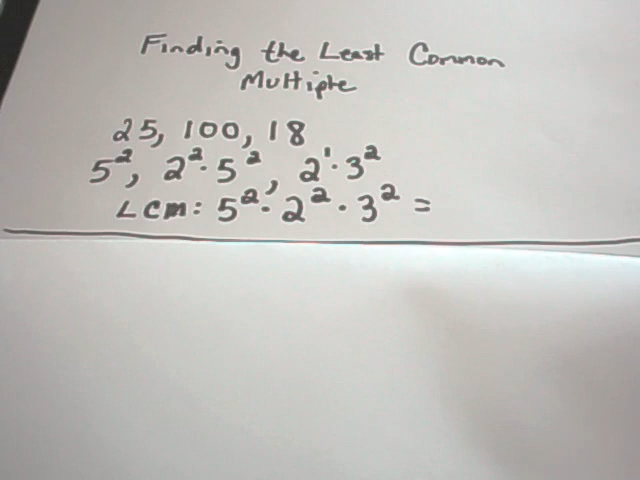 Finding the Least Common
Multiple
25, 100, 18
5², 2²·5², 2¹·3²
LCM: 5²·2²·3² =